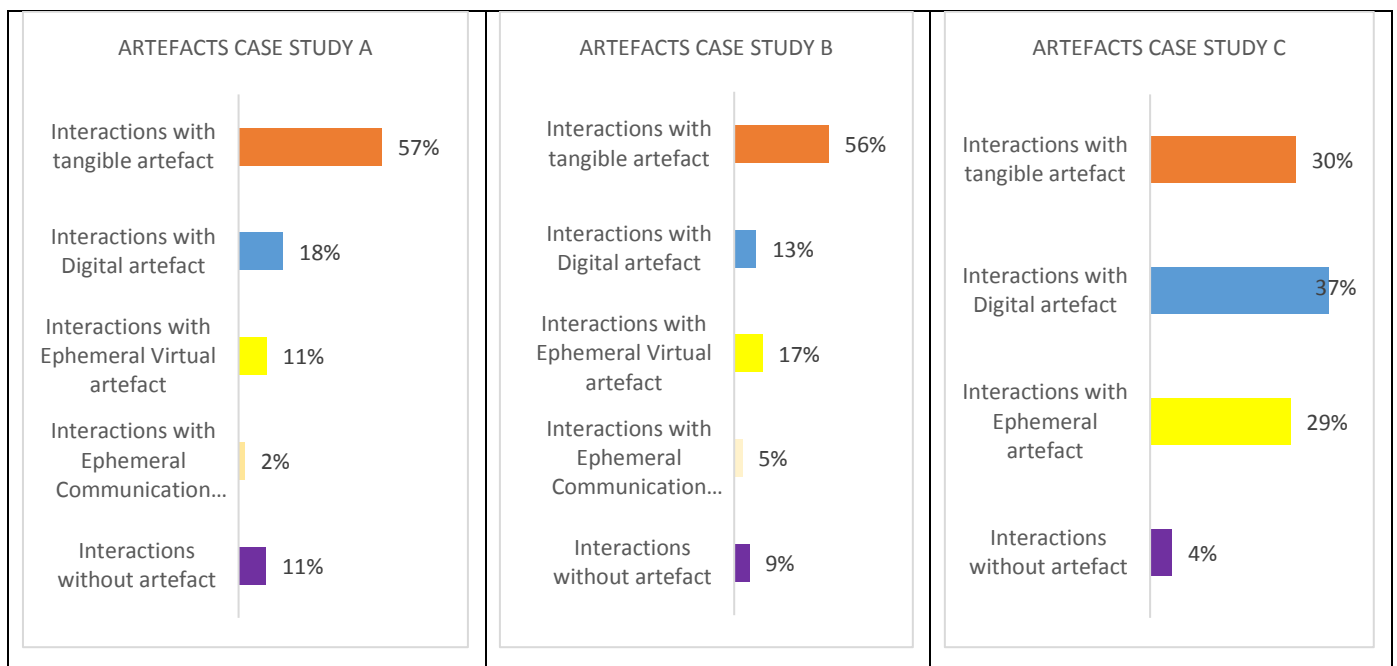 ARTEFACTS CASE STUDY A
Interactions with
tangible artefact
57%
Interactions with
Digital artefact
18%
Interactions with
Ephemeral Virtual
artefact
11%
Interactions with
Ephemeral
Communication...
2%
Interactions
without artefact
11%
ARTEFACTS CASE STUDY B
Interactions with
tangible artefact
56%
Interactions with
Digital artefact
13%
Interactions with
Ephemeral Virtual
artefact
17%
Interactions with
Ephemeral
Communication...
5%
Interactions
without artefact
9%
ARTEFACTS CASE STUDY C
Interactions with
tangible artefact
30%
Interactions with
Digital artefact
37%
Interactions with
Ephemeral
artefact
29%
Interactions
without artefact
4%